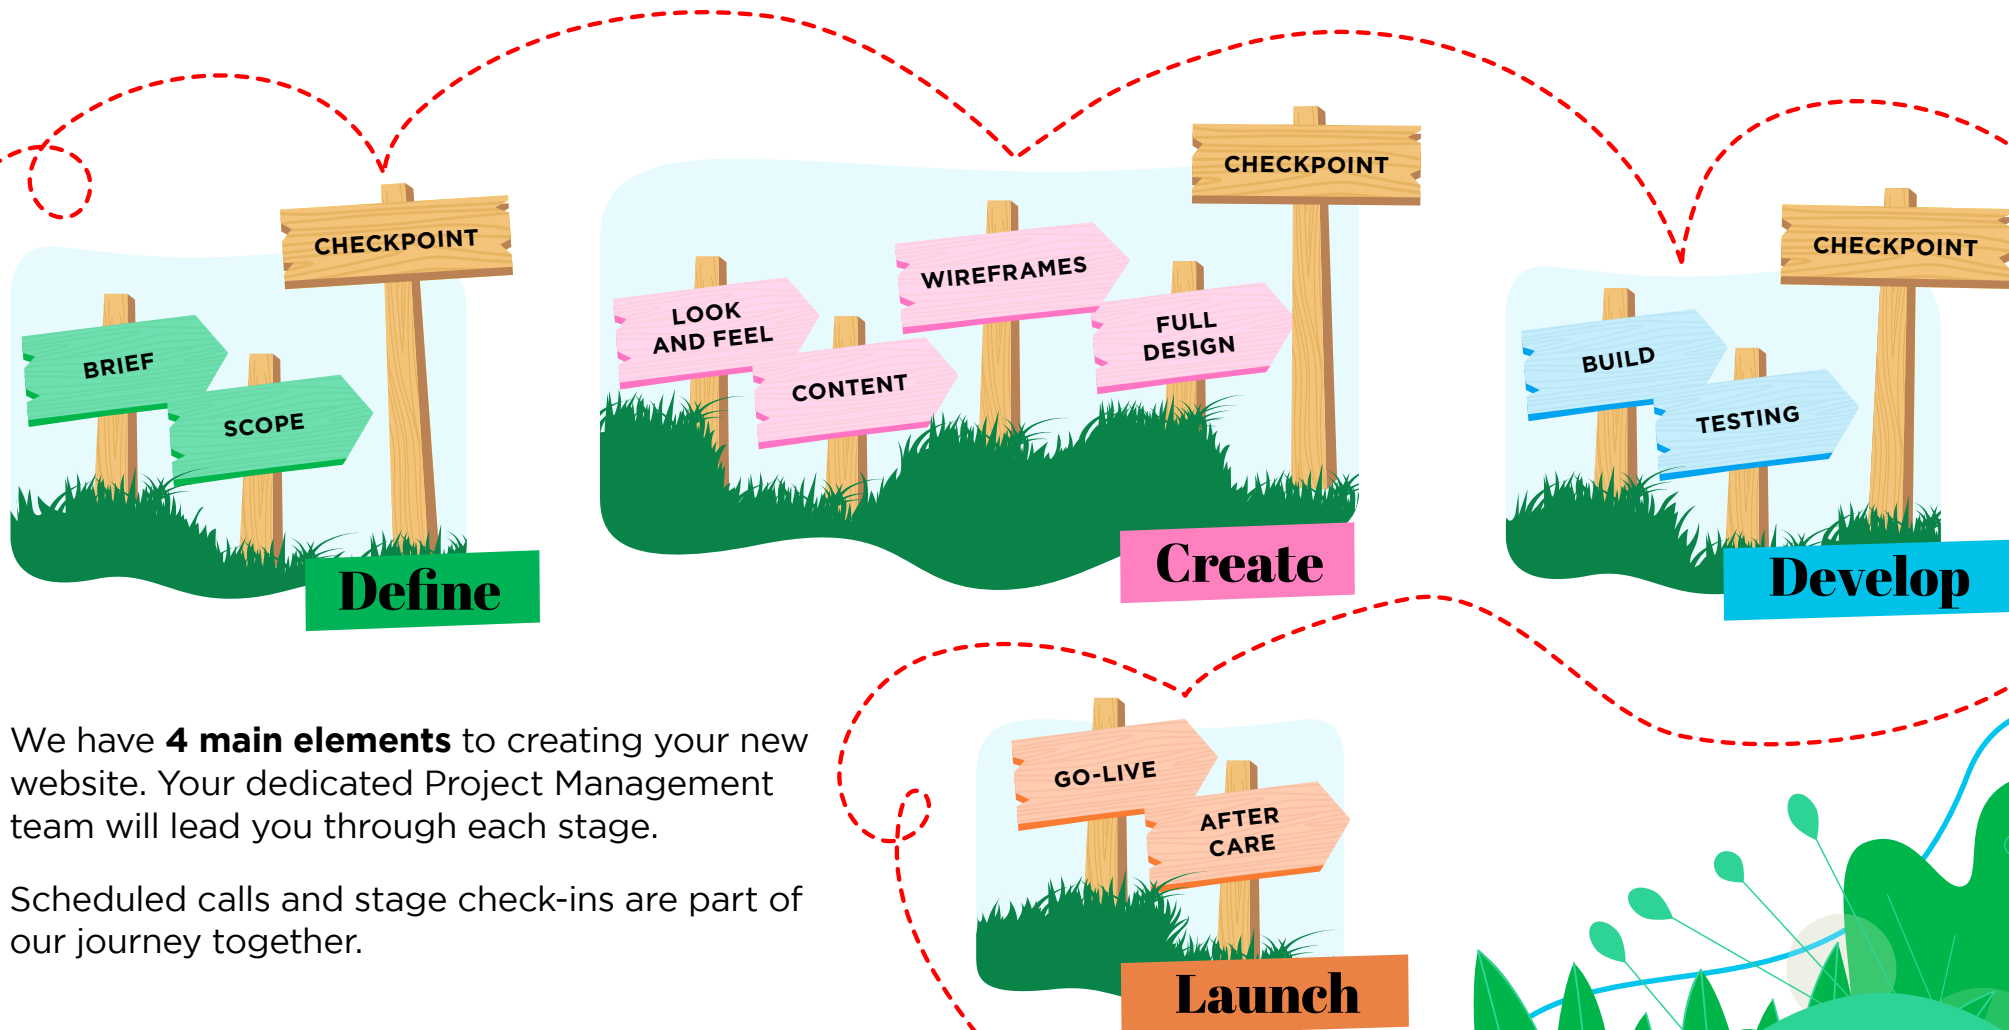 BRIEF
SCOPE
CHECKPOINT
Define
LOOK
AND FEEL
CONTENT
WIREFRAMES
FULL
DESIGN
CHECKPOINT
Create
BUILD
TESTING
CHECKPOINT
Develop
We have 4 main elements to creating your new
website. Your dedicated Project Management
team will lead you through each stage.
Scheduled calls and stage check-ins are part of
our journey together.
GO-LIVE
AFTER
CARE
Launch